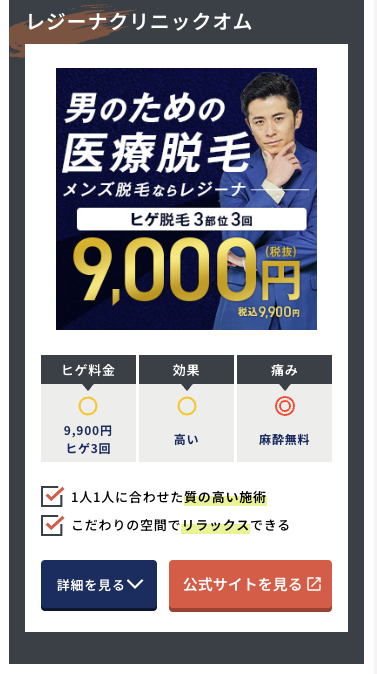 レジーナクリニックオム
男のための
医療脱毛
メンズ脱毛ならレジーナ
ヒゲ脱毛3部位3回
9,000円(税抜)
税込9,900円
ヒゲ料金 効果 痛み
9,900円
ヒゲ3回 高い 麻酔無料
1人1人に合わせた質の高い施術
こだわりの空間でリラックスできる
詳細を見る 公式サイトを見る